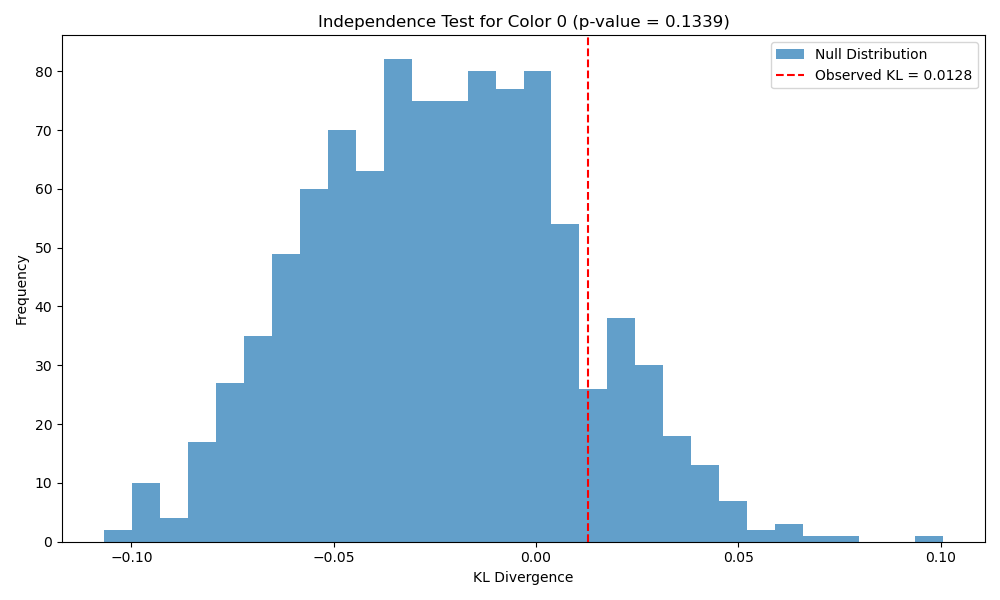 Independence Test for Color 0 (p-value = 0.1339)
Null Distribution
Observed KL = 0.0128
80
70
60
50
40
30
20
10
0
Frequency
−0.10
−0.05
0.00
0.05
0.10
KL Divergence